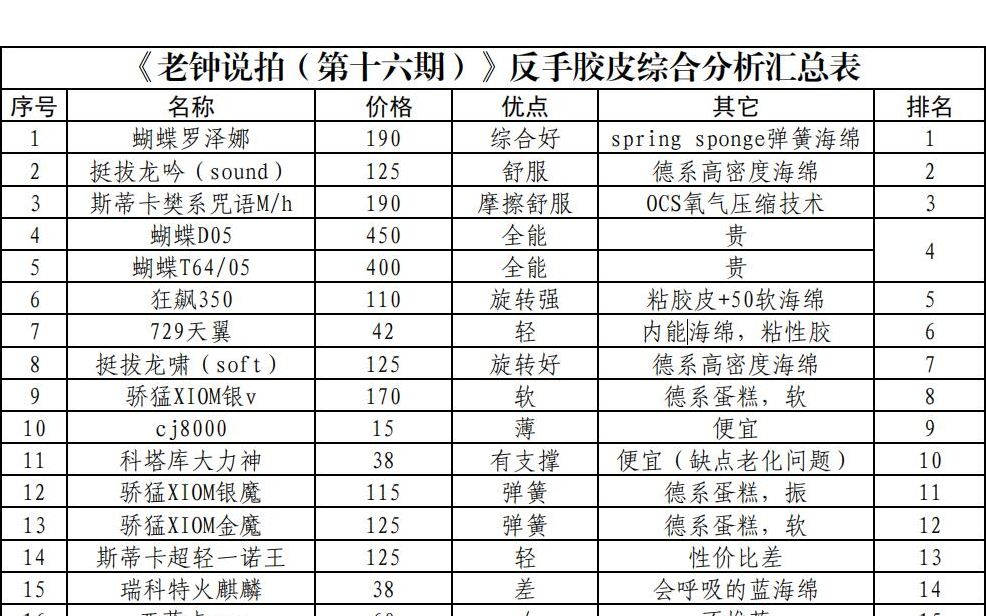 《老钟说拍（第十六期）》反手胶皮综合分析汇总表
序号 名称 价格 优点 其它 排名
1 蝴蝶罗泽娜 190 综合好 spring sponge弹簧海绵 1
2 挺拔龙吟（sound） 125 舒服 德系高密度海绵 2
3 斯蒂卡樊系咒语M/h 190 摩擦舒服 OCS氧气压缩技术 3
4 蝴蝶D05 450 全能 贵 4
5 蝴蝶T64/05 400 全能 贵
6 狂飙350 110 旋转强 粘胶皮+50软海绵 5
7 729天翼 42 轻 内能海绵，粘性胶 6
8 挺拔龙啸（soft） 125 旋转好 德系高密度海绵 7
9 骄猛XIOM银v 170 软 德系蛋糕，软 8
10 cj8000 15 薄 便宜 9
11 科塔库大力神 38 有支撑 便宜（缺点老化问题） 10
12 骄猛XIOM银魔 115 弹簧 德系蛋糕，振 11
13 骄猛XIOM金魔 125 弹簧 德系蛋糕，软 12
14 斯蒂卡超轻一诺王 125 轻 性价比差 13
15 瑞科特火麒麟 38 差 会呼吸的蓝海绵 14